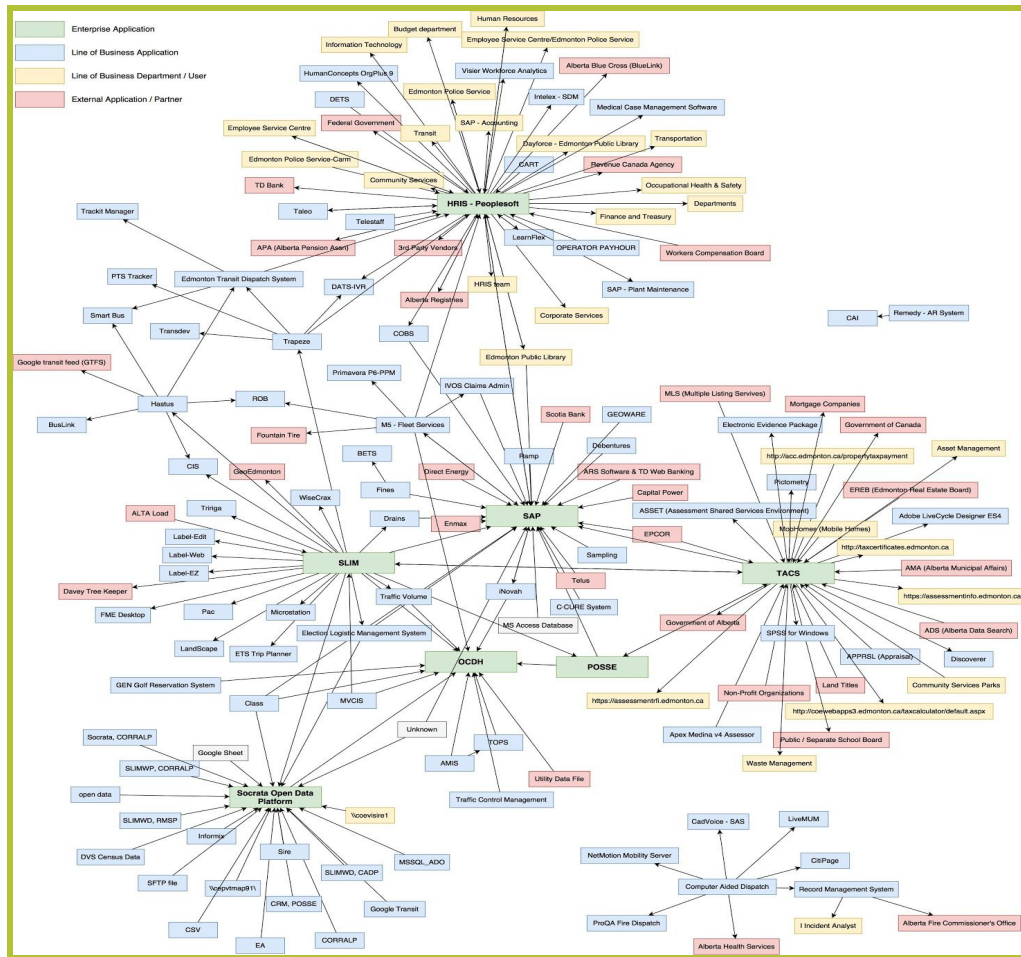 Enterprise Application
Line of Business Application
Line of Business Department / User
External Application / Partner
Human Resources
Budget department
Information Technology
Employee Service Centre/Edmonton Police Service
HumanConcepts OrgPlus 9
Visier Workforce Analytics
Alberta Blue Cross (BlueLink)
Edmonton Police Service
DETS
Intelex - SDM
Medical Case Management Software
Federal Government
SAP - Accounting
Employee Service Centre
Transit
Dayforce - Edmonton Public Library
Transportation
Edmonton Police Service-Carm
CART
Revenue Canada Agency
TD Bank
Community Services
Occupational Health & Safety
HRIS - Peoplesoft
Departments
Taleo
Telestaff
Finance and Treasury
Trackit Manager
LearnFlex
APA (Alberta Pension Assn)
3rd Party Vendors
OPERATOR PAYHOUR
Workers Compensation Board
PTS Tracker
Edmonton Transit Dispatch System
DATS-IVR
HRIS team
SAP - Plant Maintenance
Alberta Registries
Smart Bus
Corporate Services
Transdev
Trapeze
COBS
CAI
Remedy - AR System
Google transit feed (GTFS)
Edmonton Public Library
Primavera P6-PPM
IVOS Claims Admin
MLS (Multiple Listing Servives)
Mortgage Companies
Hastus
ROB
Scotia Bank
GEOWARE
Electronic Evidence Package
Government of Canada
BusLink
M5 - Fleet Services
Fountain Tire
Debentures
Asset Management
http://acc.edmonton.ca/propertytaxpayment
BETS
Ramp
CIS
GeoEdmonton
Direct Energy
ARS Software & TD Web Banking
Pictometry
WiseCrax
Fines
Capital Power
EREB (Edmonton Real Estate Board)
Tririga
ALTA Load
SAP
ASSET (Assessment Shared Services Environment)
Adobe LiveCycle Designer ES4
Drains
Enmax
EPCOR
MobHomes (Mobile Homes)
Label-Edit
http://taxcertificates.edmonton.ca
Label-Web
SLIM
Sampling
Label-EZ
TACS
AMA (Alberta Municipal Affairs)
Davey Tree Keeper
Telus
iNovah
https://assessmentinfo.edmonton.ca
Traffic Volume
FME Desktop
Pac
Microstation
C-CURE System
MS Access Database
Government of Alberta
SPSS for Windows
ADS (Alberta Data Search)
Election Logistic Management System
LandScape
ETS Trip Planner
APPRSL (Appraisal)
Discoverer
OCDH
POSSE
GEN Golf Reservation System
Land Titles
Community Services Parks
Non-Profit Organizations
https://assessmentrfi.edmonton.ca
Class
MVCIS
http://coewebapps3.edmonton.ca/taxcalculator/default.aspx
Unknown
Apex Medina v4 Assessor
Public / Separate School Board
Socrata, CORRALP
Google Sheet
TOPS
AMIS
Waste Management
SLIMWP, CORRALP
Utility Data File
open data
Socrata Open Data
Platform
Traffic Control Management
\\coevisire1
SLIMWD, RMSP
CadVoice - SAS
LiveMUM
Informix
Sire
DVS Census Data
MSSQL_ADO
NetMotion Mobility Server
CitiPage
SLIMWD, CADP
SFTP file
\\cepvtmap91\
Computer Aided Dispatch
Record Management System
CRM, POSSE
Google Transit
CSV
ProQA Fire Dispatch
I Incident Analyst
Alberta Fire Commissioner's Office
EA
CORRALP
Alberta Health Services